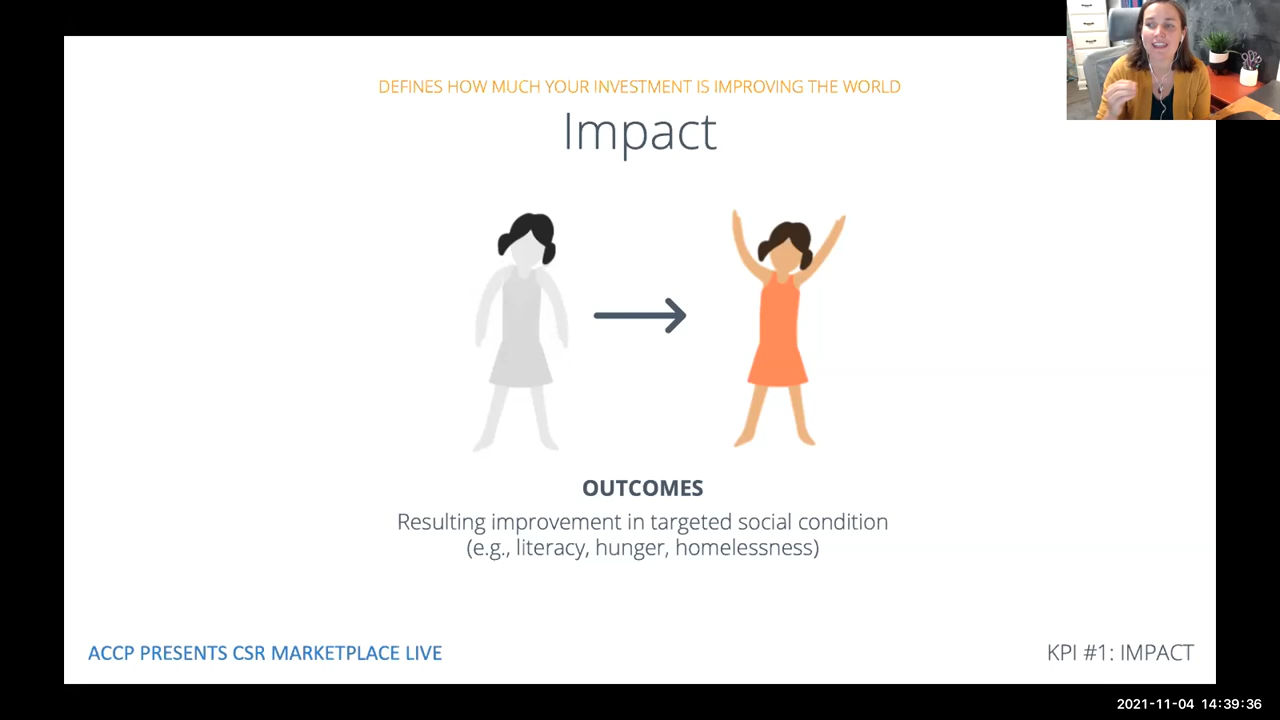 DEFINES HOW MUCH YOUR INVESTMENT IS IMPROVING THE WORLD
Impact
OUTCOMES
Resulting improvement in targeted social condition
(e.g., literacy, hunger, homelessness)
ACCP PRESENTS CSR MARKETPLACE LIVE
KPI #1: IMPACT
2021-11-04 14:39:36